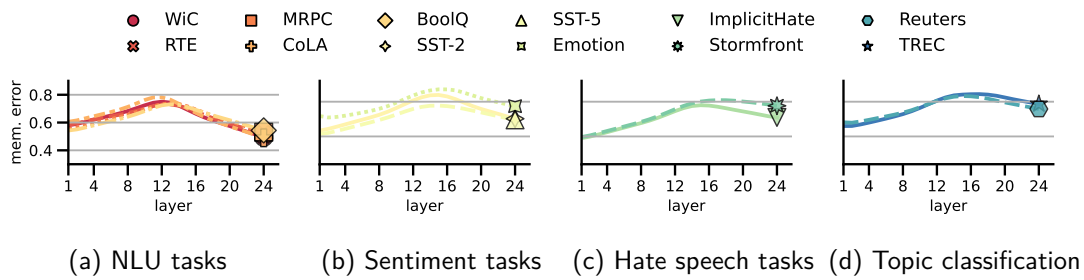 WiC MRPC BoolQ SST-5 ImplicitHate Reuters
RTE CoLA SST-2 Emotion Stormfront TREC
mem. error
0.8
0.6
0.4
1 4 8 12 16 20 24
layer
1 4 8 12 16 20 24
layer
1 4 8 12 16 20 24
layer
1 4 8 12 16 20 24
layer
(a) NLU tasks
(b) Sentiment tasks
(c) Hate speech tasks
(d) Topic classification